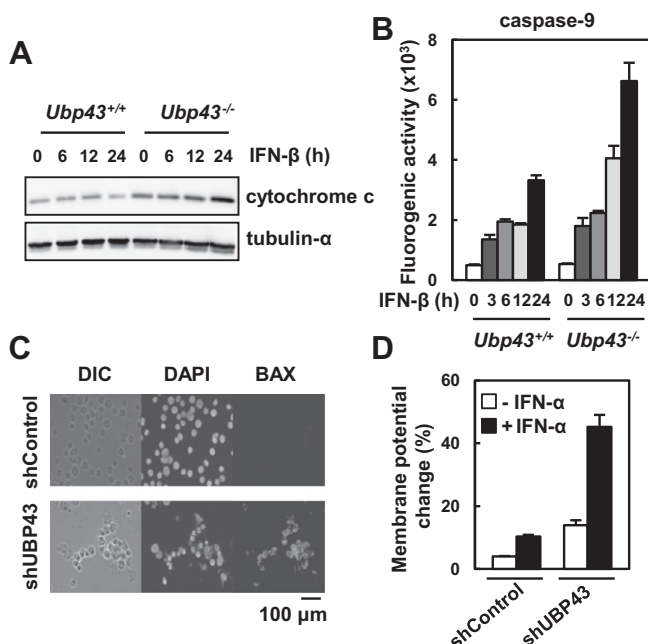 A
Ubp43+/+ Ubp43-/-
0 6 12 24 0 6 12 24 IFN-β (h)
cytochrome c
tubulin-α
B
caspase-9
Fluorogenic activity (x10³)
8
6
4
2
0
IFN-β (h) 0 3 6 12 24 0 3 6 12 24
Ubp43+/+ Ubp43-/-
C
DIC DAPI BAX
shControl
shUBP43
100 µm
D
Membrane potential
change (%)
60
40
20
0
- IFN-α
+ IFN-α
shControl shUBP43